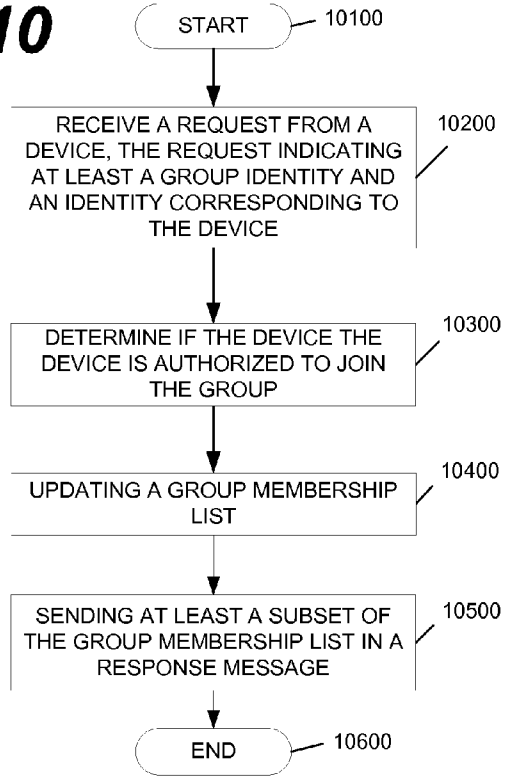 10
START
10100
RECEIVE A REQUEST FROM A
DEVICE, THE REQUEST INDICATING
AT LEAST A GROUP IDENTITY AND
AN IDENTITY CORRESPONDING TO
THE DEVICE
10200
DETERMINE IF THE DEVICE THE
DEVICE IS AUTHORIZED TO JOIN
THE GROUP
10300
UPDATING A GROUP MEMBERSHIP
LIST
10400
SENDING AT LEAST A SUBSET OF
THE GROUP MEMBERSHIP LIST IN A
RESPONSE MESSAGE
10500
END
10600